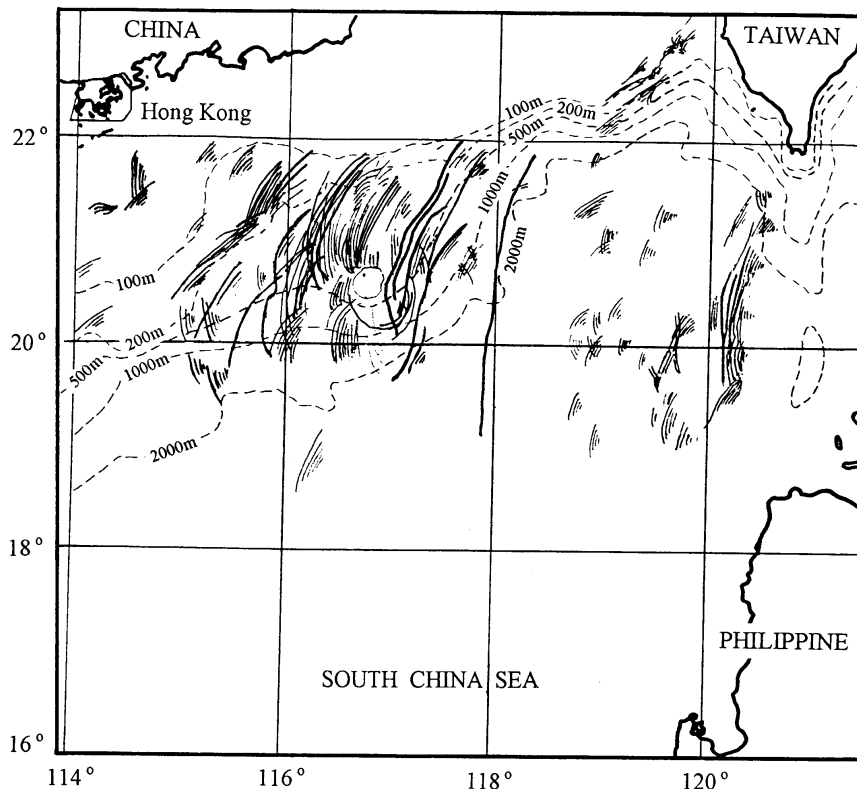 CHINA
TAIWAN
Hong Kong
100m
200m
500m
1000m
2000m
22°
100m
20°
200m
500m
1000m
2000m
18°
PHILIPPINE
SOUTH CHINA SEA
16°
114°
116°
118°
120°